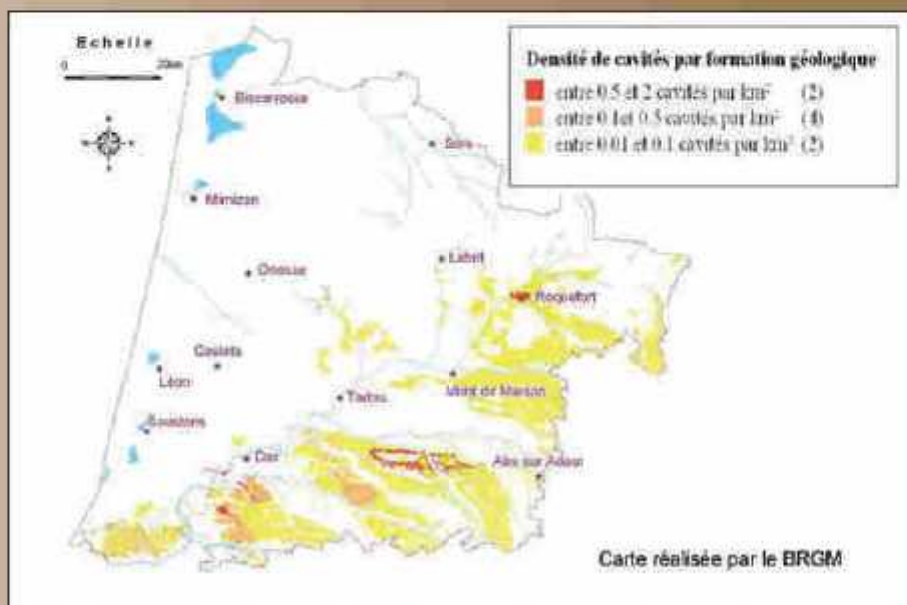 Echelle
0 20km
Densité de cavités par formation géologique
entre 0.5 et 2 cavités par km² (2)
entre 0.1 et 0.5 cavités par km² (4)
entre 0.01 et 0.1 cavités par km² (2)
Biscarrosse
Sore
Mimizan
Labrit
Onesse
Roquefort
Castets
Léon
Mont de Marsan
Tartas
Soustons
Dax
Aire sur Adour
Carte réalisée par le BRGM